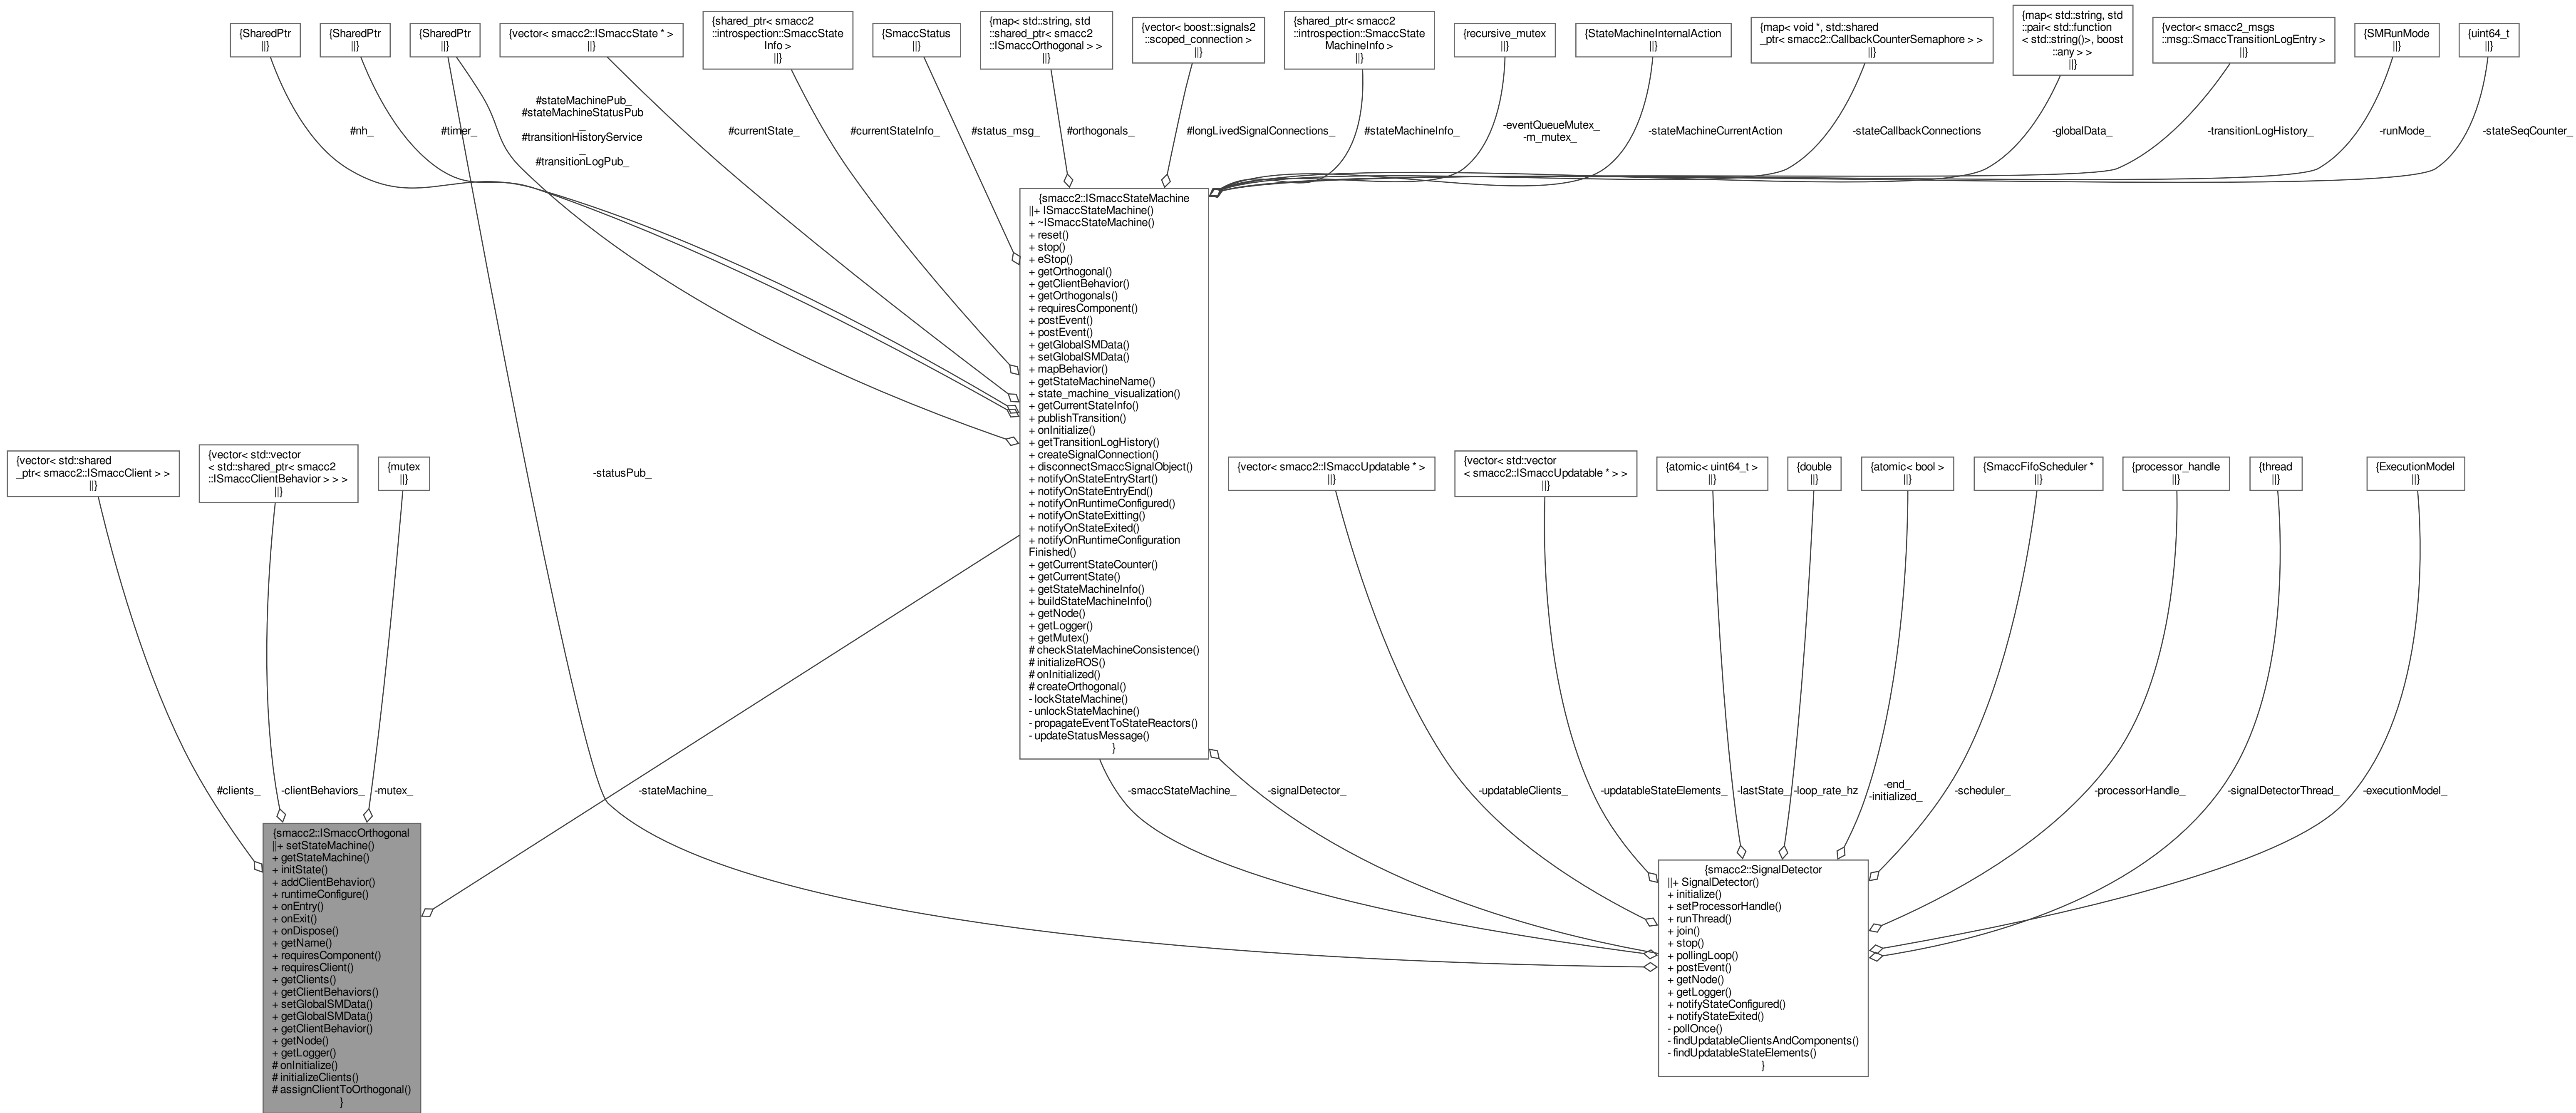 {SharedPtr
||}
{SharedPtr
||}
{SharedPtr
||}
{vector< smacc2::ISmaccState * >
||}
{shared_ptr< smacc2
::introspection::SmaccState
Info >
||}
{SmaccStatus
||}
{map< std::string, std
::shared_ptr< smacc2
::ISmaccOrthogonal > >
||}
{vector< boost::signals2
::scoped_connection >
||}
{shared_ptr< smacc2
::introspection::SmaccState
MachineInfo >
||}
{recursive_mutex
||}
{StateMachineInternalAction
||}
{map< void *, std::shared
_ptr< smacc2::CallbackCounterSemaphore > >
||}
{map< std::string, std
::pair< std::function
< std::string()>, boost
::any > >
||}
{vector< smacc2_msgs
::msg::SmaccTransitionLogEntry >
||}
{SMRunMode
||}
{uint64_t
||}
#nh_
#timer_
#stateMachinePub_
#stateMachineStatusPub
_
#transitionHistoryService
_
#transitionLogPub_
#currentState_
#currentStateInfo_
#status_msg_
#orthogonals_
#longLivedSignalConnections_
#stateMachineInfo_
-eventQueueMutex_
-m_mutex_
-stateMachineCurrentAction
-stateCallbackConnections
-globalData_
-transitionLogHistory_
-runMode_
-stateSeqCounter_
{smacc2::ISmaccStateMachine
||+ ISmaccStateMachine()
+ ~ISmaccStateMachine()
+ reset()
+ stop()
+ eStop()
+ getOrthogonal()
+ getClientBehavior()
+ getOrthogonals()
+ requiresComponent()
+ postEvent()
+ postEvent()
+ getGlobalSMData()
+ setGlobalSMData()
+ mapBehavior()
+ getStateMachineName()
+ state_machine_visualization()
+ getCurrentStateInfo()
+ publishTransition()
+ onInitialize()
+ getTransitionLogHistory()
+ createSignalConnection()
+ disconnectSmaccSignalObject()
+ notifyOnStateEntryStart()
+ notifyOnStateEntryEnd()
+ notifyOnRuntimeConfigured()
+ notifyOnStateExitting()
+ notifyOnStateExited()
+ notifyOnRuntimeConfiguration
Finished()
+ getCurrentStateCounter()
+ getCurrentState()
+ getStateMachineInfo()
+ buildStateMachineInfo()
+ getNode()
+ getLogger()
+ getMutex()
# checkStateMachineConsistence()
# initializeROS()
# onInitialized()
# createOrthogonal()
- lockStateMachine()
- unlockStateMachine()
- propagateEventToStateReactors()
- updateStatusMessage()
}
{vector< std::shared
_ptr< smacc2::ISmaccClient > >
||}
{vector< std::vector
< std::shared_ptr< smacc2
::ISmaccClientBehavior > > >
||}
{mutex
||}
-statusPub_
{vector< smacc2::ISmaccUpdatable * >
||}
{vector< std::vector
< smacc2::ISmaccUpdatable * > >
||}
{atomic< uint64_t >
||}
{double
||}
{atomic< bool >
||}
{SmaccFifoScheduler *
||}
{processor_handle
||}
{thread
||}
{ExecutionModel
||}
#clients_
-clientBehaviors_
-mutex_
-stateMachine_
-smaccStateMachine_
-signalDetector_
-updatableClients_
-updatableStateElements_
-lastState_
-loop_rate_hz
-end_
-initialized_
-scheduler_
-processorHandle_
-signalDetectorThread_
-executionModel_
{smacc2::ISmaccOrthogonal
||+ setStateMachine()
+ getStateMachine()
+ initState()
+ addClientBehavior()
+ runtimeConfigure()
+ onEntry()
+ onExit()
+ onDispose()
+ getName()
+ requiresComponent()
+ requiresClient()
+ getClients()
+ getClientBehaviors()
+ setGlobalSMData()
+ getGlobalSMData()
+ getClientBehavior()
+ getNode()
+ getLogger()
# onInitialize()
# initializeClients()
# assignClientToOrthogonal()
}
{smacc2::SignalDetector
||+ SignalDetector()
+ initialize()
+ setProcessorHandle()
+ runThread()
+ join()
+ stop()
+ pollingLoop()
+ postEvent()
+ getNode()
+ getLogger()
+ notifyStateConfigured()
+ notifyStateExited()
- pollOnce()
- findUpdatableClientsAndComponents()
- findUpdatableStateElements()
}